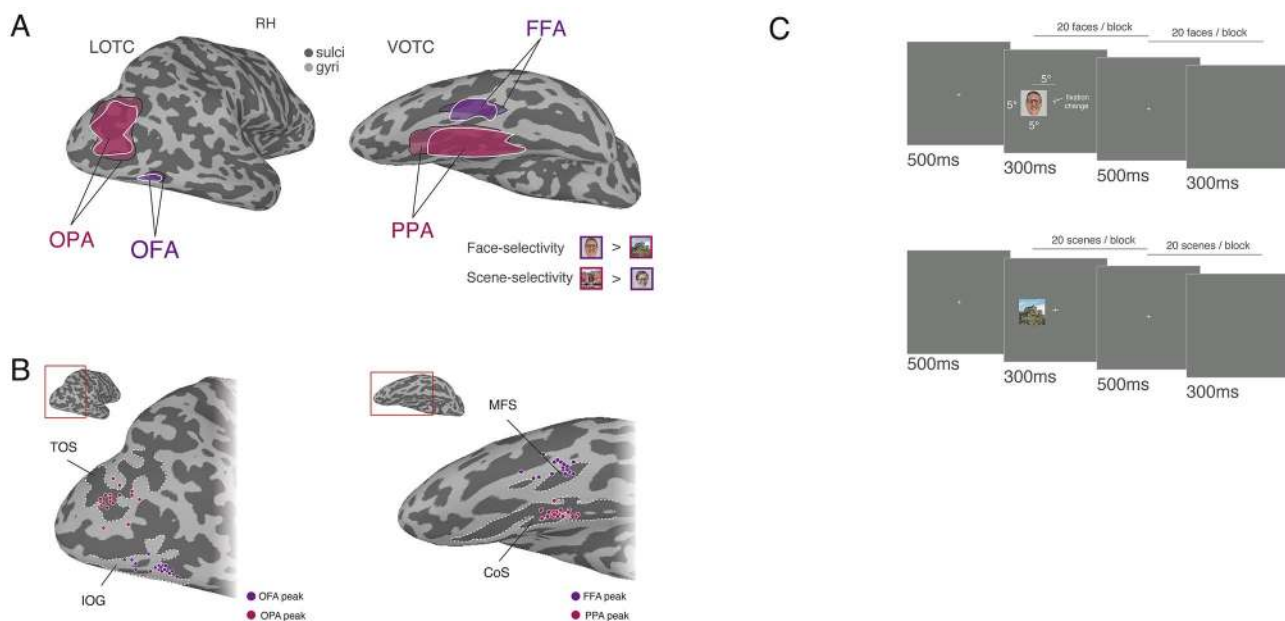 A
RH
LOTC
sulci
gyri
VOTC
FFA
OPA
OFA
PPA
Face-selectivity >
Scene-selectivity >
B
TOS
IOG
OFA peak
OPA peak
MFS
CoS
FFA peak
PPA peak
C
20 faces / block
20 faces / block
5°
5°
5°
fixation
change
500ms
300ms
500ms
300ms
20 scenes / block
20 scenes / block
500ms
300ms
500ms
300ms